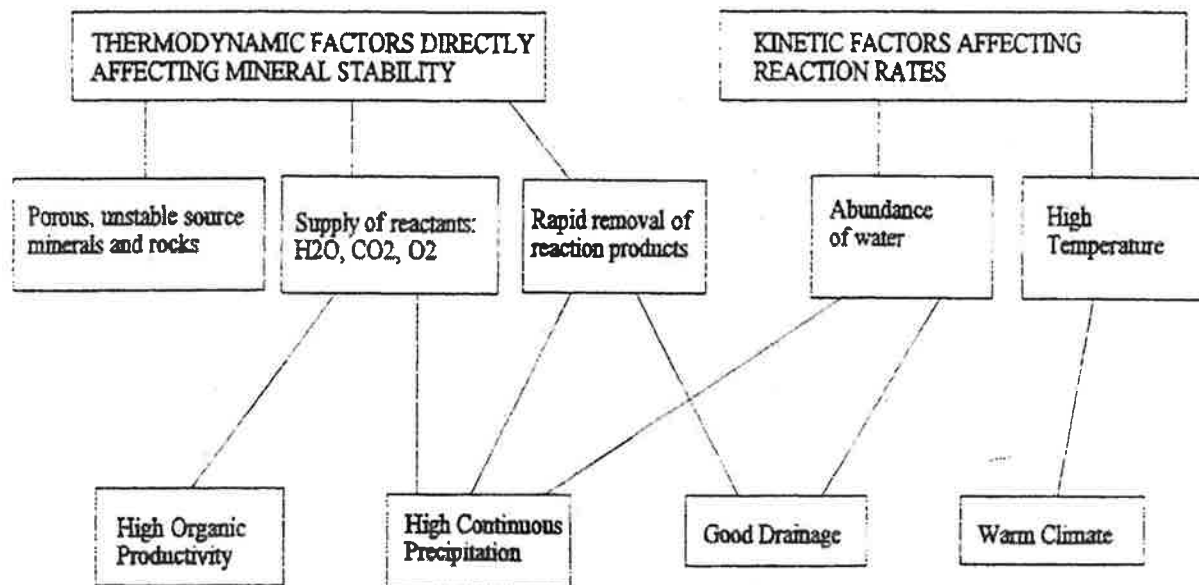 THERMODYNAMIC FACTORS DIRECTLY
AFFECTING MINERAL STABILITY
KINETIC FACTORS AFFECTING
REACTION RATES
Porous, unstable source
minerals and rocks
Supply of reactants:
H2O, CO2, O2
Rapid removal of
reaction products
Abundance
of water
High
Temperature
High Organic
Productivity
High Continuous
Precipitation
Good Drainage
Warm Climate